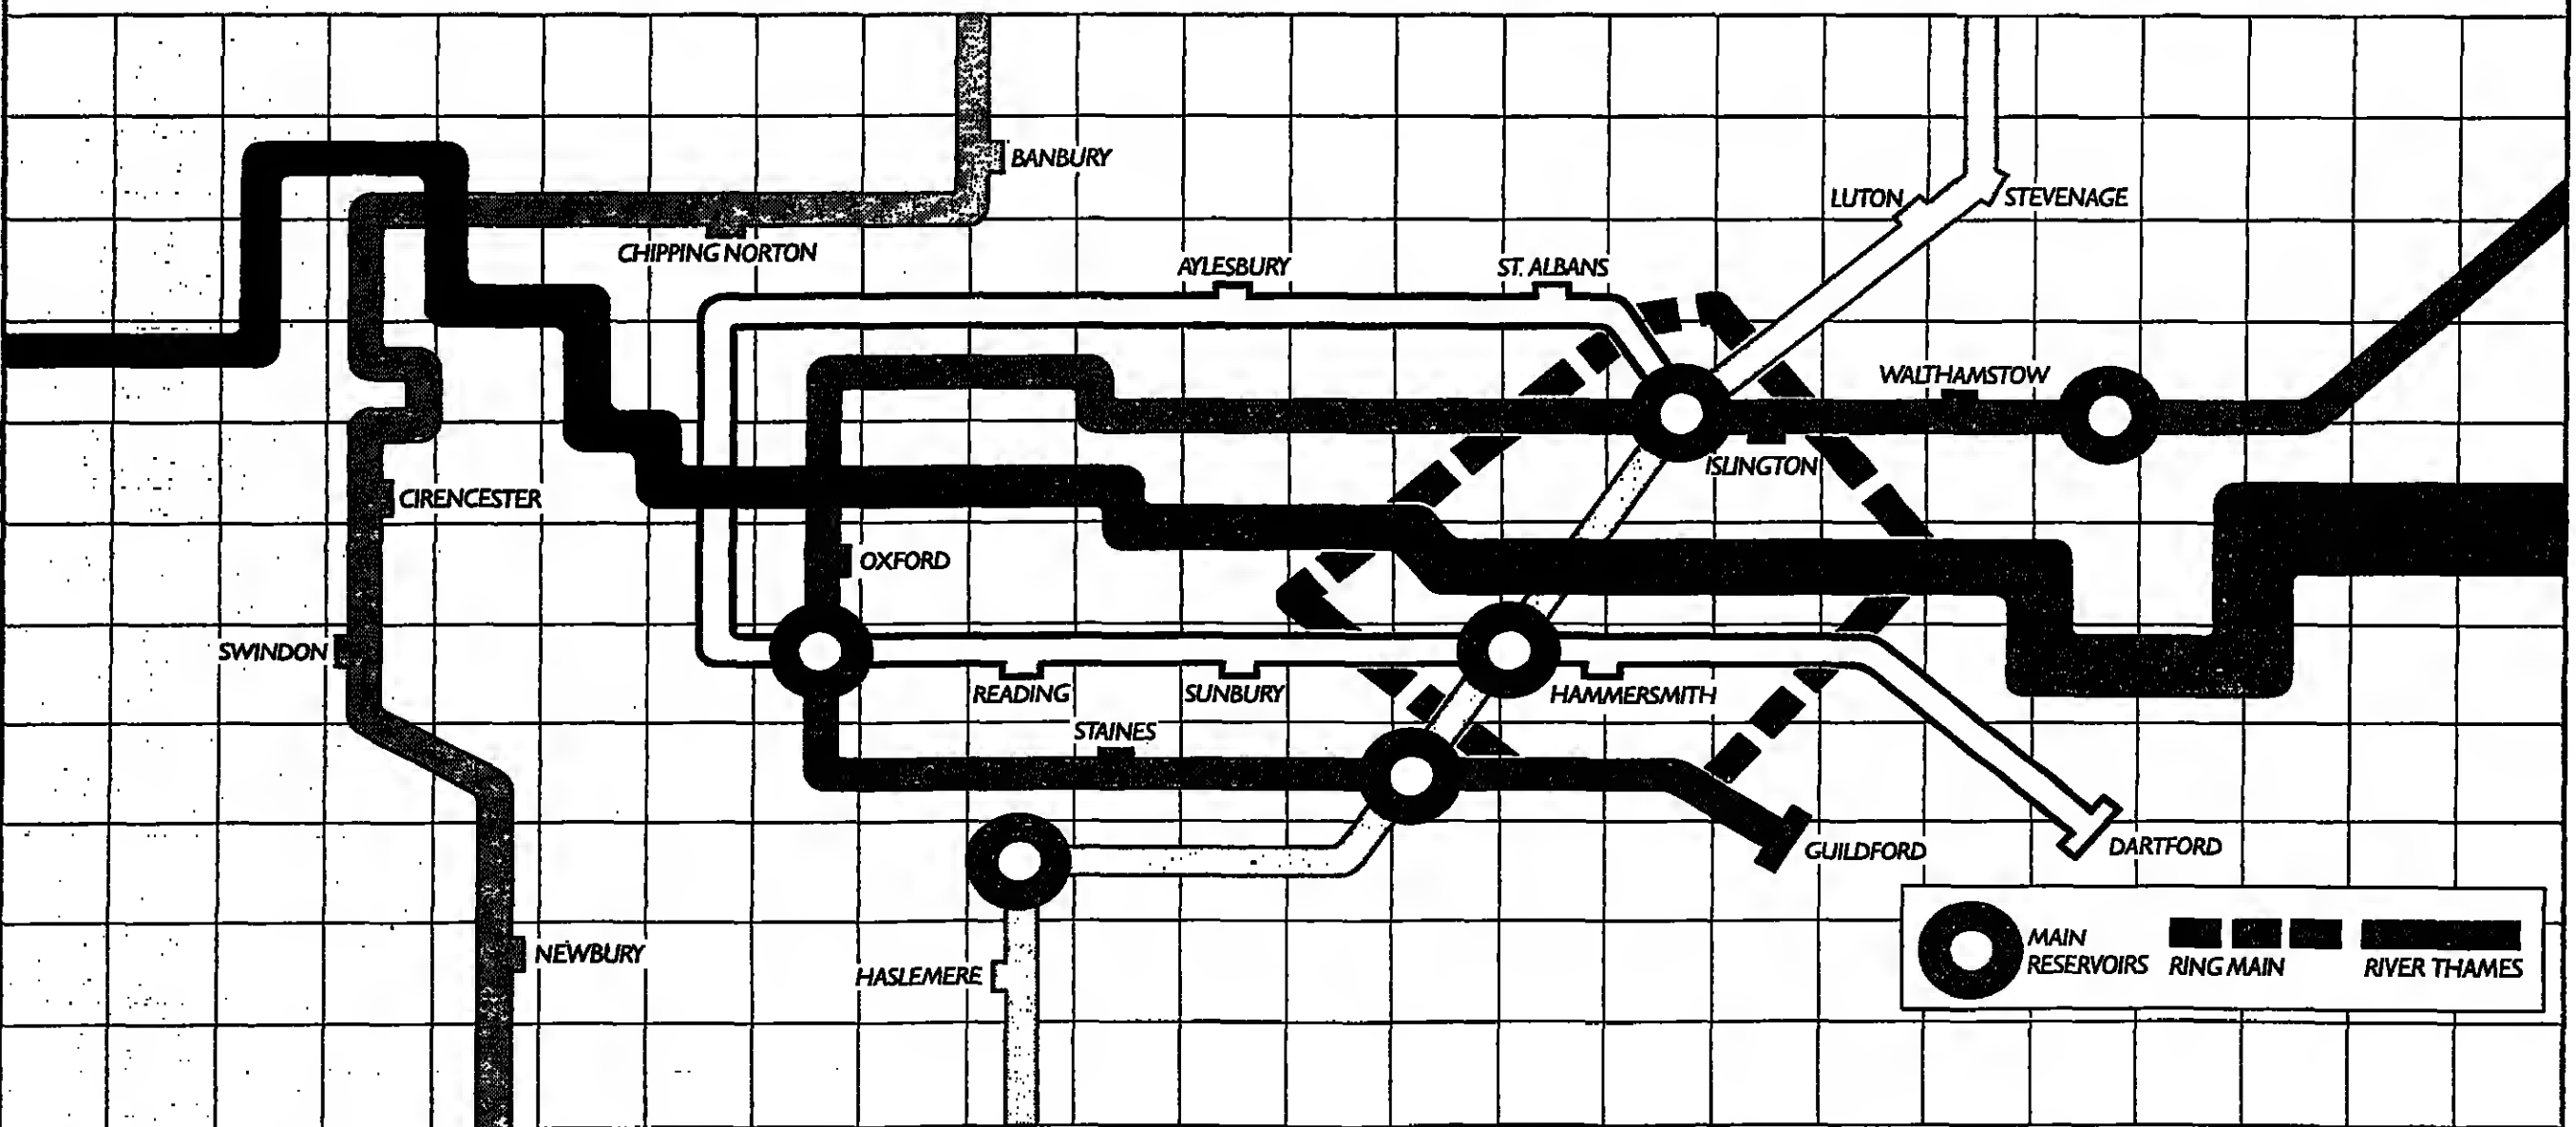 BANBURY
LUTON
STEVENAGE
CHIPPING NORTON
AYLESBURY
ST. ALBANS
WALTHAMSTOW
ISLINGTON
CIRENCESTER
OXFORD
SWINDON
READING
SUNBURY
HAMMERSMITH
STAINES
GUILDFORD
DARTFORD
NEWBURY
HASLEMERE
MAIN
RESERVOIRS
RING MAIN
RIVER THAMES